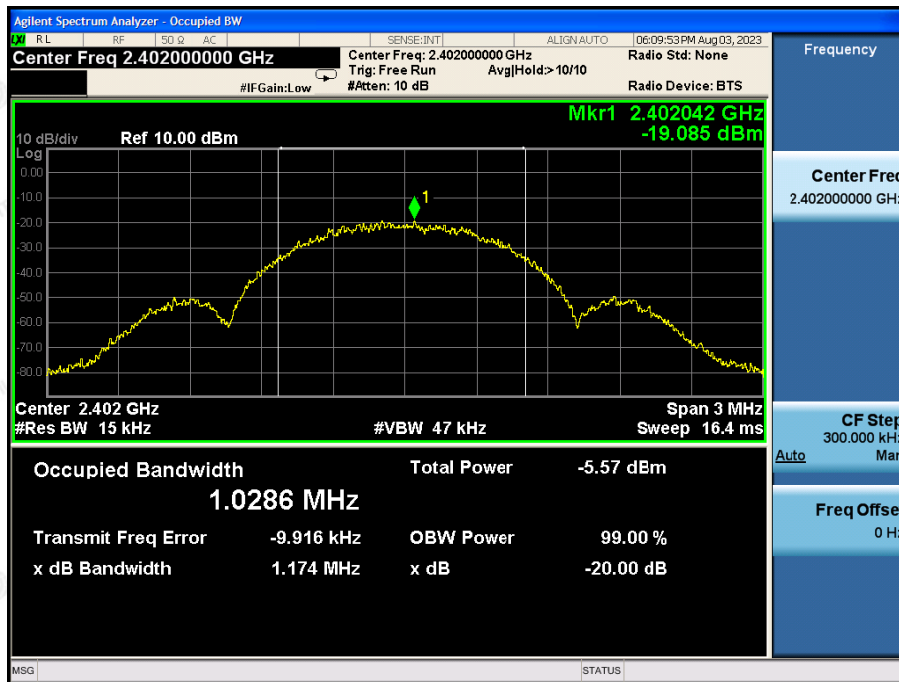 Agilent Spectrum Analyzer - Occupied BW
LXI RL RF 50 Ω AC SENSE:INT ALIGN AUTO 06:09:53PM Aug 03, 2023
Center Freq 2.402000000 GHz
Center Freq: 2.402000000 GHz
Radio Std: None
Trig: Free Run Avg|Hold:>10/10
#IFGain:Low
#Atten: 10 dB
Radio Device: BTS
Frequency
Mkr1 2.402042 GHz
-19.085 dBm
10 dB/div Ref 10.00 dBm
Log
0.00
-10.0
-20.0
-30.0
-40.0
-50.0
-60.0
-70.0
-80.0
1
Center Freq
2.402000000 GHz
Center 2.402 GHz Span 3 MHz
#Res BW 15 kHz #VBW 47 kHz Sweep 16.4 ms
CF Step
300.000 kHz
Auto Man
Occupied Bandwidth Total Power -5.57 dBm
1.0286 MHz
Transmit Freq Error -9.916 kHz OBW Power 99.00 %
x dB Bandwidth 1.174 MHz x dB -20.00 dB
Freq Offse
0 Hz
MSG STATUS